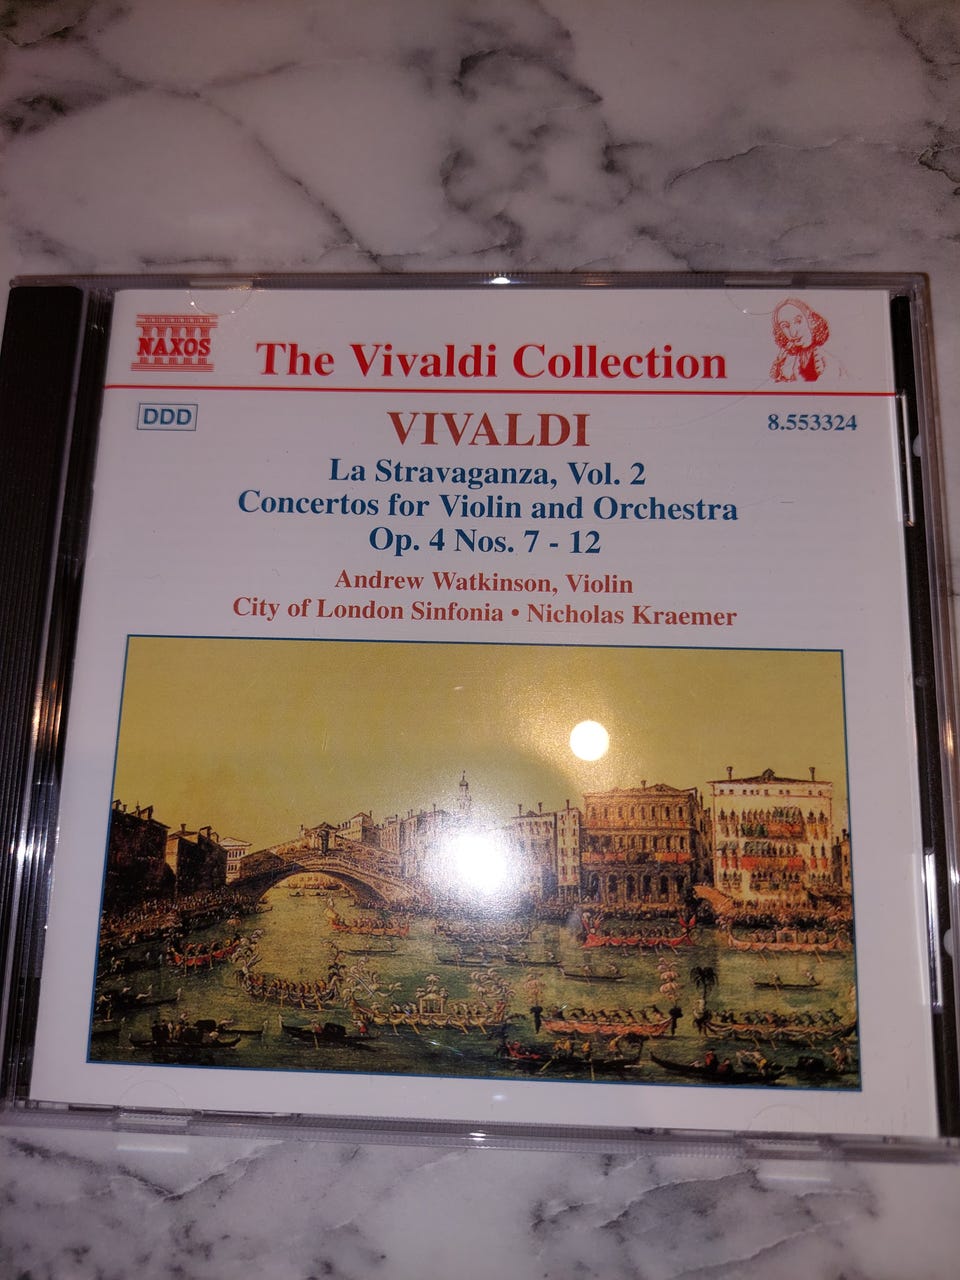 NAXOS
The Vivaldi Collection
DDD
VIVALDI
8.553324
La Stravaganza, Vol. 2
Concertos for Violin and Orchestra
Op. 4 Nos. 7 - 12
Andrew Watkinson, Violin
City of London Sinfonia • Nicholas Kraemer